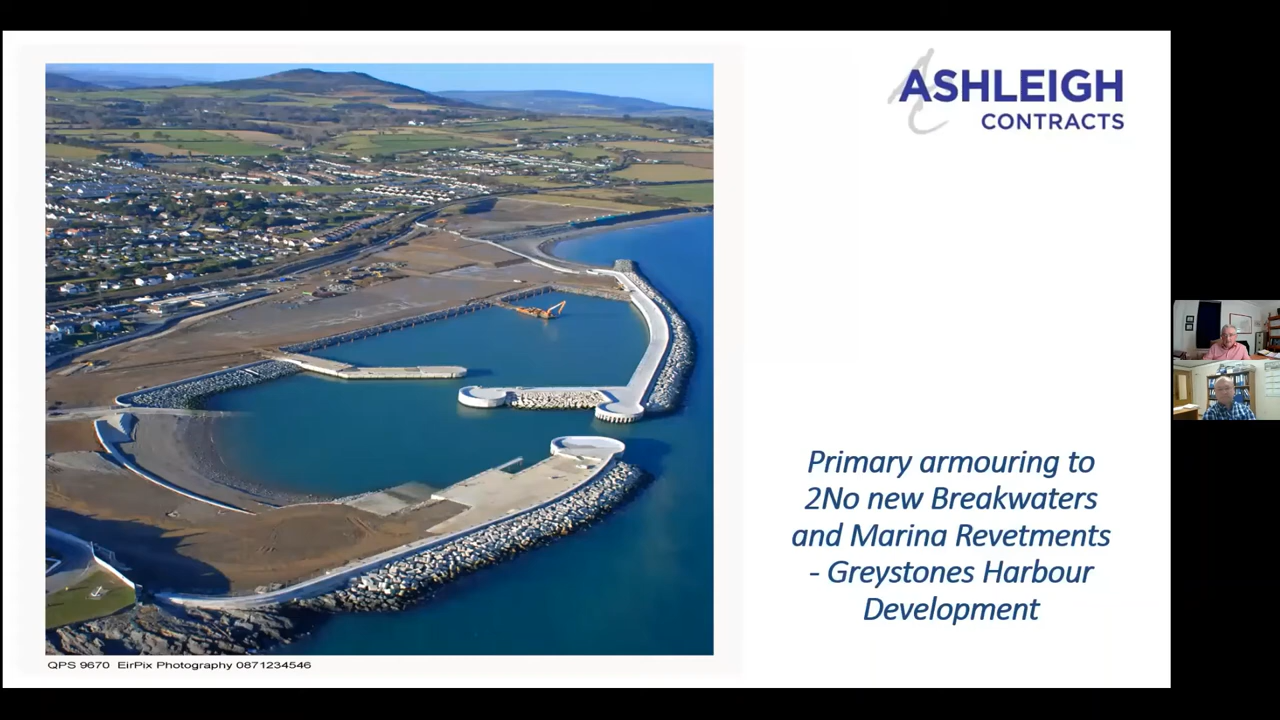 ASHLEIGH
CONTRACTS
Primary armouring to
2No new Breakwaters
and Marina Revetments
- Greystones Harbour
Development
QPS 9670 EirPix Photography 0871234546